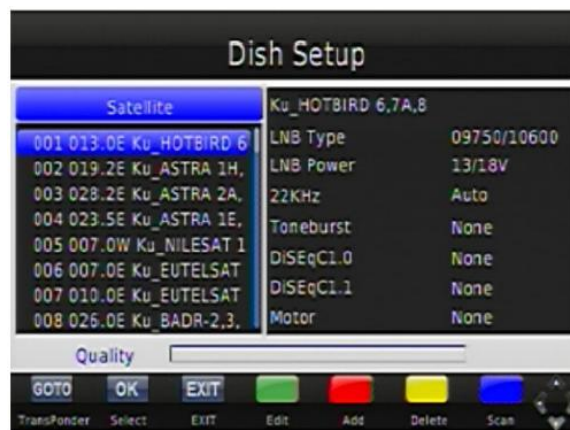 Dish Setup
Satellite
001 013.0E Ku_HOTBIRD 6
002 019.2E Ku_ASTRA 1H,
003 028.2E Ku_ASTRA 2A,
004 023.5E Ku_ASTRA 1E,
005 007.0W Ku_NILESAT 1
006 007.0E Ku_EUTELSAT
007 010.0E Ku_EUTELSAT
008 026.0E Ku_BADR-2,3,
Ku_HOTBIRD 6,7A,8
LNB Type 09750/10600
LNB Power 13/18V
22KHz Auto
Toneburst None
DiSEqC1.0 None
DiSEqC1.1 None
Motor None
Quality
GOTO OK EXIT
TransPonder Select EXIT Edit Add Delete Scan